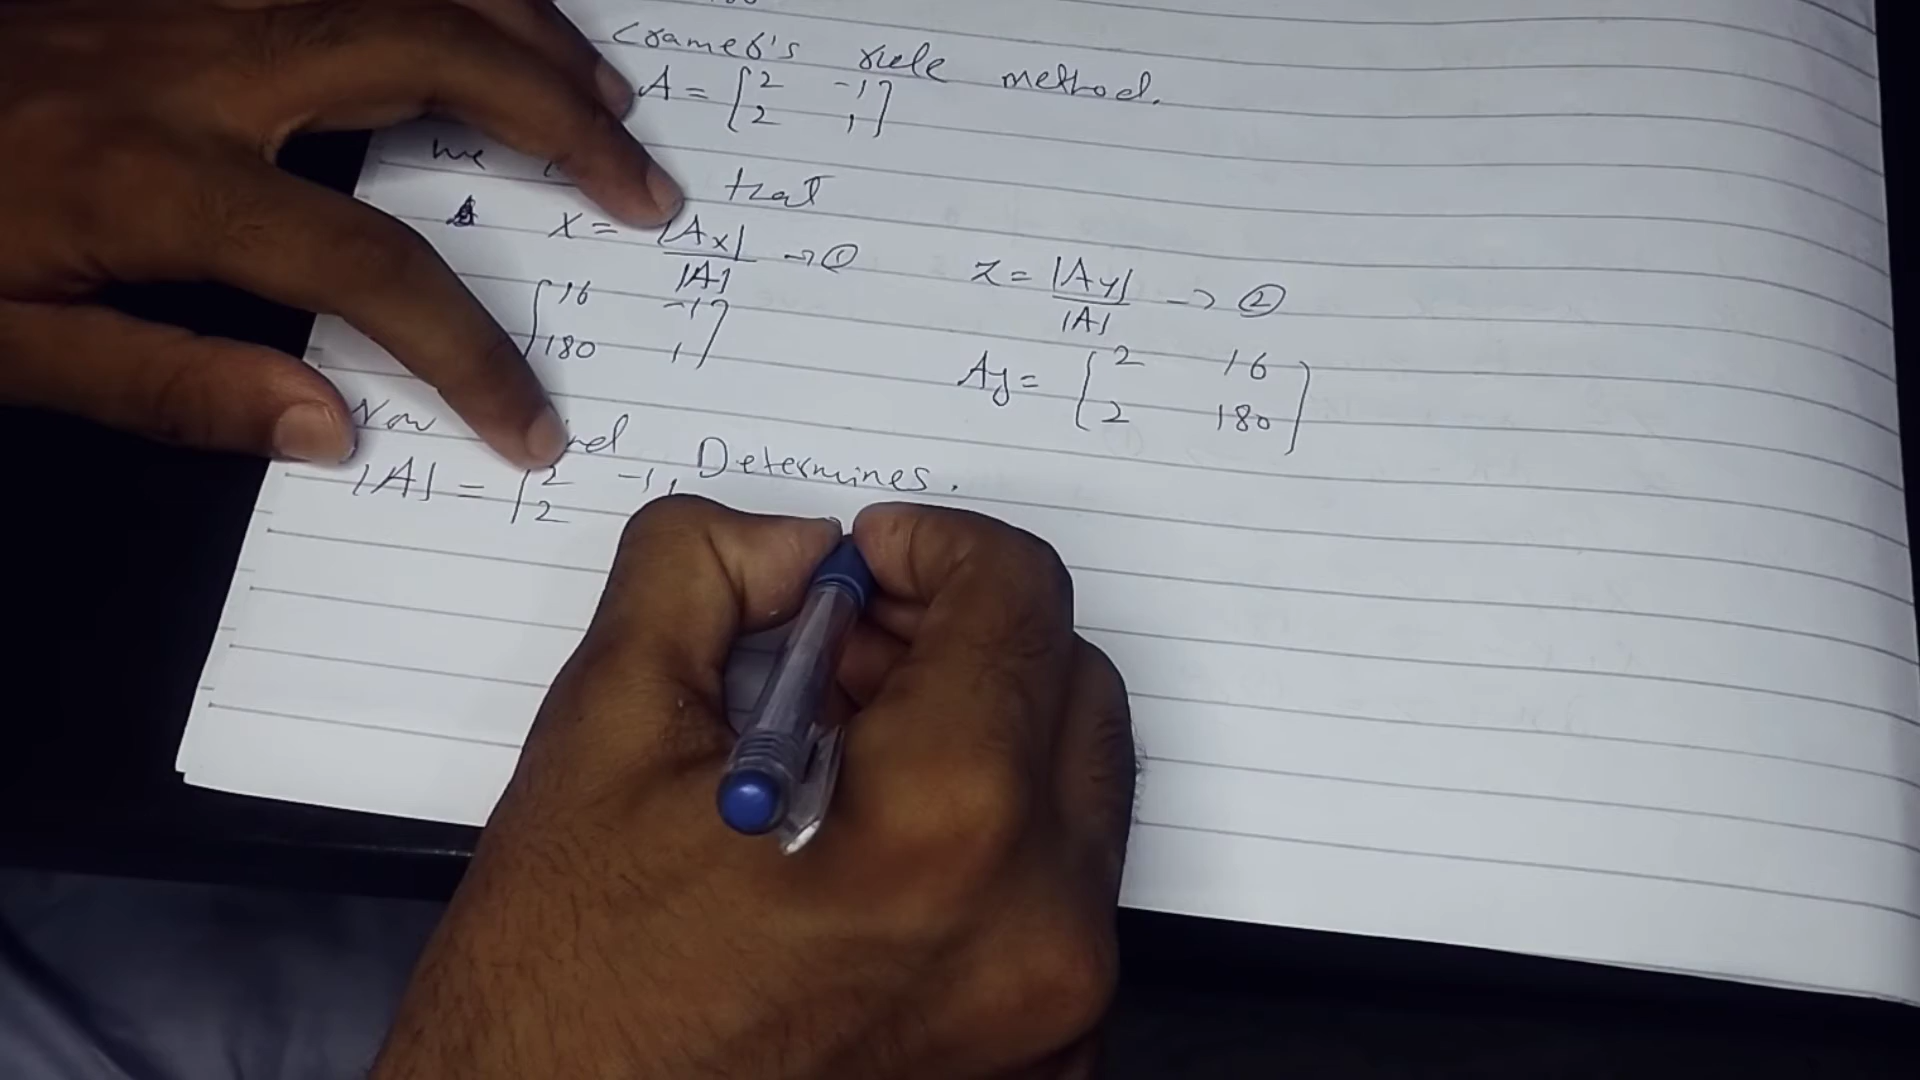 Cramer's rule method.
A = [2 -1
2 1]
we that
X = |Ax| / |A| → ① z = |Ay| / |A| → ②
[16 -1
180 1]
Ay = [2 16
2 180]
Now Determines.
|A| = |2 -1
2